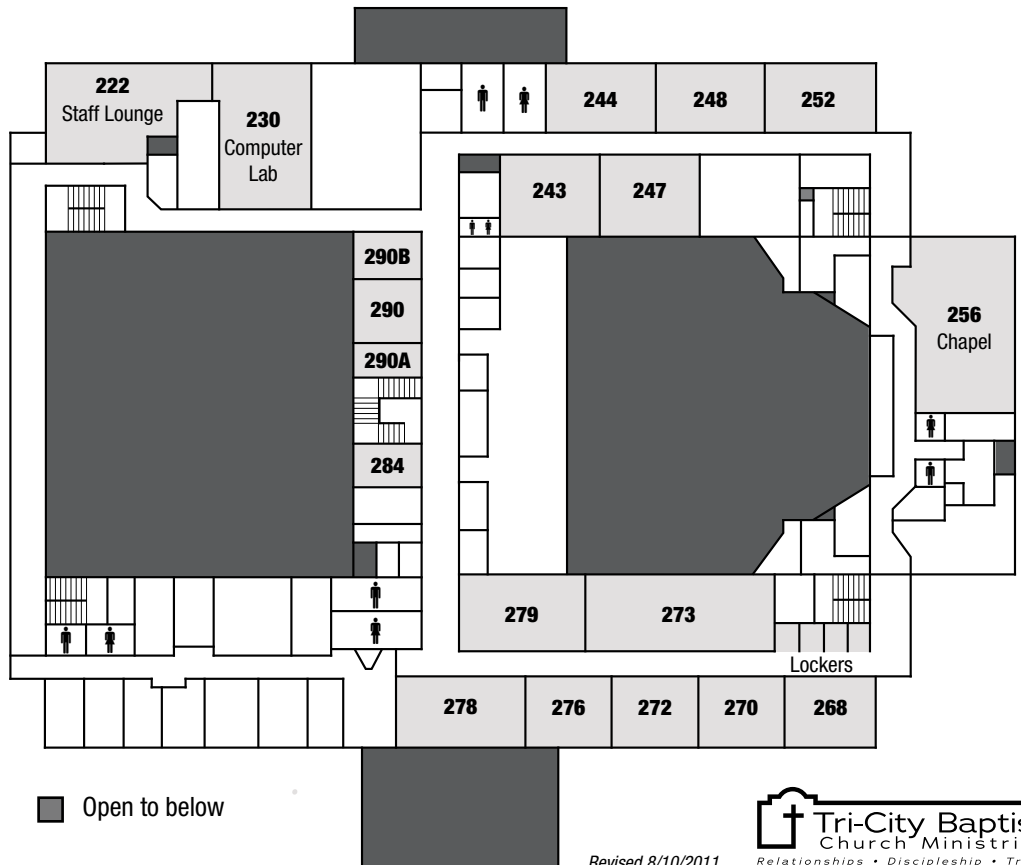 222
Staff Lounge
230
Computer
Lab
244
248
252
243
247
290B
290
290A
256
Chapel
284
279
273
Lockers
278
276
272
270
268
Open to below
Revised 8/10/2011
Tri-City Baptis
Church Ministri
Relationships • Discipleship • Tr